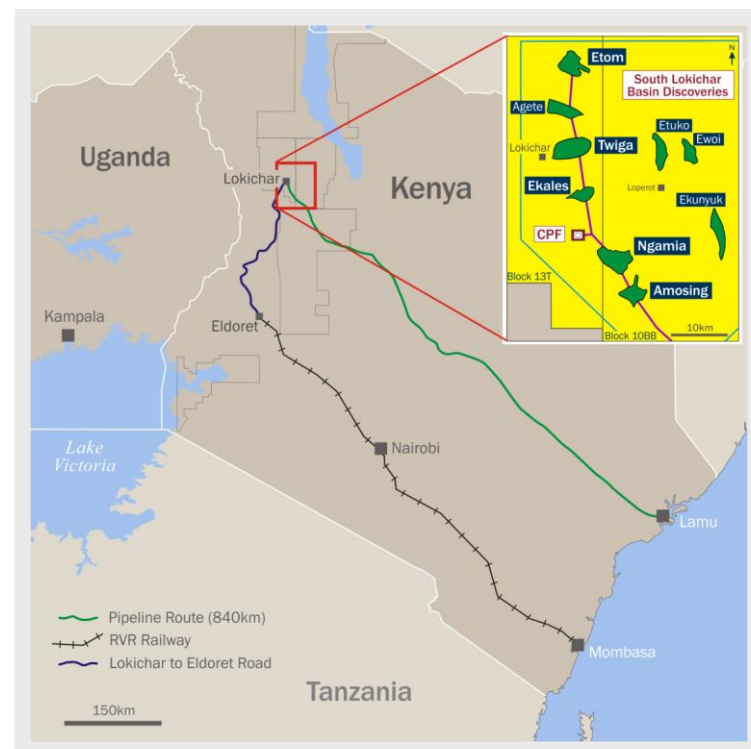 Uganda
Kenya
Lokichar
Kampala
Eldoret
Lake
Victoria
Nairobi
Lamu
Mombasa
Tanzania
Pipeline Route (840km)
RVR Railway
Lokichar to Eldoret Road
150km
N
Etom
South Lokichar
Basin Discoveries
Agete
Etuko
Ewoi
Lokichar
Twiga
Loperot
Ekales
Ekunyuk
CPF
Ngamia
Block 13T
Amosing
10km
Block 10BB